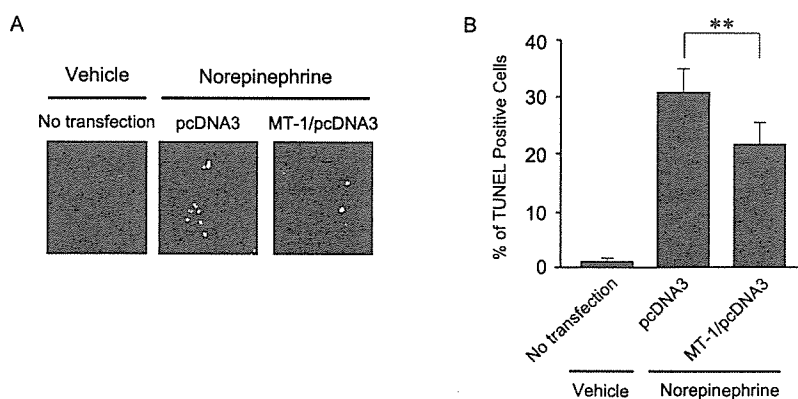 A
Vehicle Norepinephrine
No transfection pcDNA3 MT-1/pcDNA3
B
**
% of TUNEL Positive Cells
40
30
20
10
0
No transfection
pcDNA3
MT-1/pcDNA3
Vehicle Norepinephrine